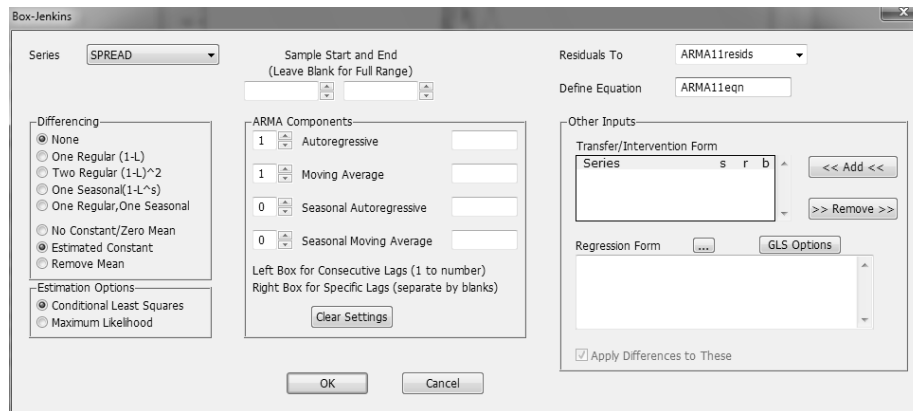 Box-Jenkins
Series SPREAD
Sample Start and End
(Leave Blank for Full Range)
Residuals To ARMA11resids
Define Equation ARMA11eqn
Differencing
None
One Regular (1-L)
Two Regular (1-L)^2
One Seasonal(1-L^s)
One Regular,One Seasonal
No Constant/Zero Mean
Estimated Constant
Remove Mean
Estimation Options
Conditional Least Squares
Maximum Likelihood
ARMA Components
1 Autoregressive
1 Moving Average
0 Seasonal Autoregressive
0 Seasonal Moving Average
Left Box for Consecutive Lags (1 to number)
Right Box for Specific Lags (separate by blanks)
Clear Settings
Other Inputs
Transfer/Intervention Form
Series s r b
<< Add <<
>> Remove >>
Regression Form ... GLS Options
Apply Differences to These
OK Cancel